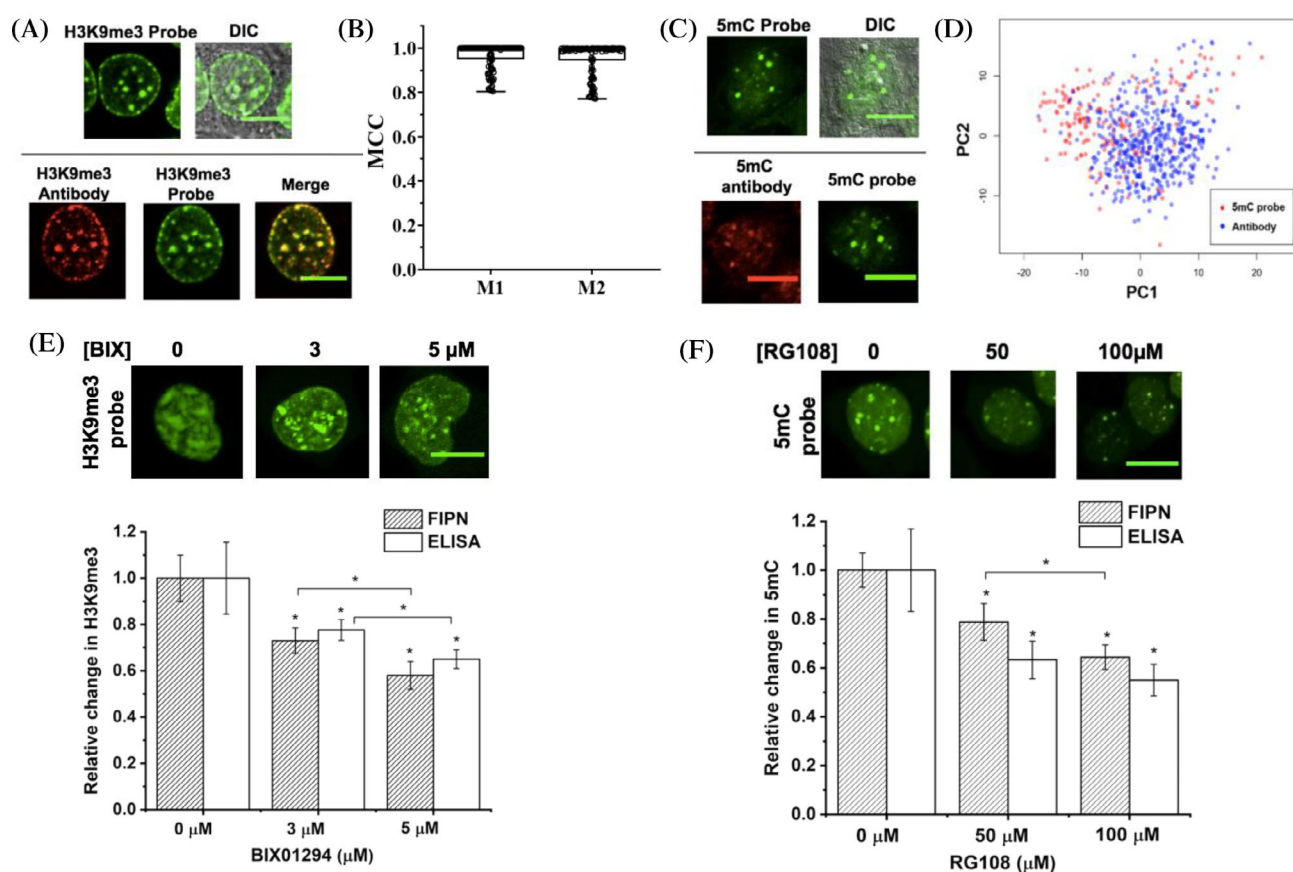 (A)
H3K9me3 Probe DIC
H3K9me3 H3K9me3
Antibody Probe Merge
(B)
MCC
1.0
0.8
0.6
0.4
0.2
0.0
M1 M2
(C)
5mC Probe DIC
5mC
antibody 5mC probe
(D)
PC2
10
0
-10
-20 -10 0 10 20
PC1
5mC probe
Antibody
(E)
[BIX] 0 3 5 μM
H3K9me3
probe
FIPN
ELISA
Relative change in H3K9me3
1.2
1.0
0.8
0.6
0.4
0.2
0.0
* *
* *
*
*
0 μM 3 μM 5 μM
BIX01294 (μM)
(F)
[RG108] 0 50 100μM
5mC
probe
FIPN
ELISA
Relative change in 5mC
1.2
1.0
0.8
0.6
0.4
0.2
0.0
*
* *
* *
0 μM 50 μM 100 μM
RG108 (μM)